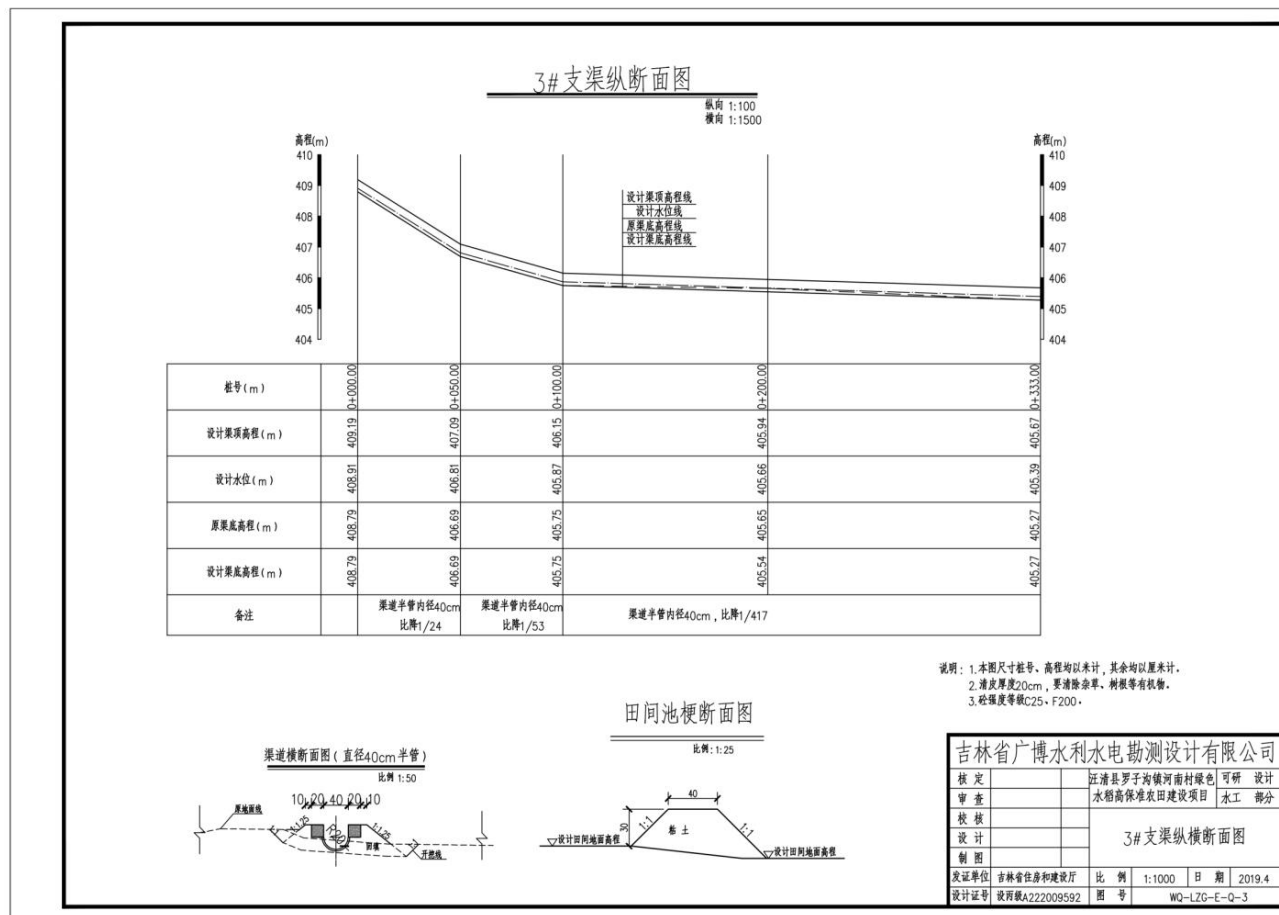 3#支渠纵断面图
纵向 1:100
横向 1:1500
高程(m)
410
409
408
407
406
405
404
高程(m)
410
409
408
407
406
405
404
设计渠顶高程线
设计水位线
原渠底高程线
设计渠底高程线
桩号(m) 0+000.00 0+050.00 0+100.00 0+200.00 0+333.00
设计渠顶高程(m) 409.19 407.09 406.15 405.94 405.67
设计水位(m) 408.91 406.81 405.87 405.66 405.39
原渠底高程(m) 408.79 406.69 405.75 405.65 405.27
设计渠底高程(m) 408.79 406.69 405.75 405.54 405.27
备注 渠道半管内径40cm 比降1/24 渠道半管内径40cm 比降1/53 渠道半管内径40cm,比降1/417
说明:1.本图尺寸桩号、高程均以米计,其余均以厘米计。
2.清皮厚度20cm,要清除杂草、树根等有机物。
3.砼强度等级C25、F200。
渠道横断面图(直径40cm半管)
比例 1:50
10 20 40 20 10
原地面线
1:1.25
1:1.25
回填
开挖线
田间池梗断面图
比例:1:25
40
30
1:1
1:1
粘土
设计田间地面高程
设计田间地面高程
吉林省广博水利水电勘测设计有限公司
核定
审查
校核
设计
制图
汪清县罗子沟镇河南村绿色
水稻高保准农田建设项目
可研 设计
水工 部分
3#支渠纵横断面图
发证单位 吉林省住房和建设厅 比例 1:1000 日期 2019.4
设计证号 设丙级A222009592 图号 WQ-LZG-E-Q-3